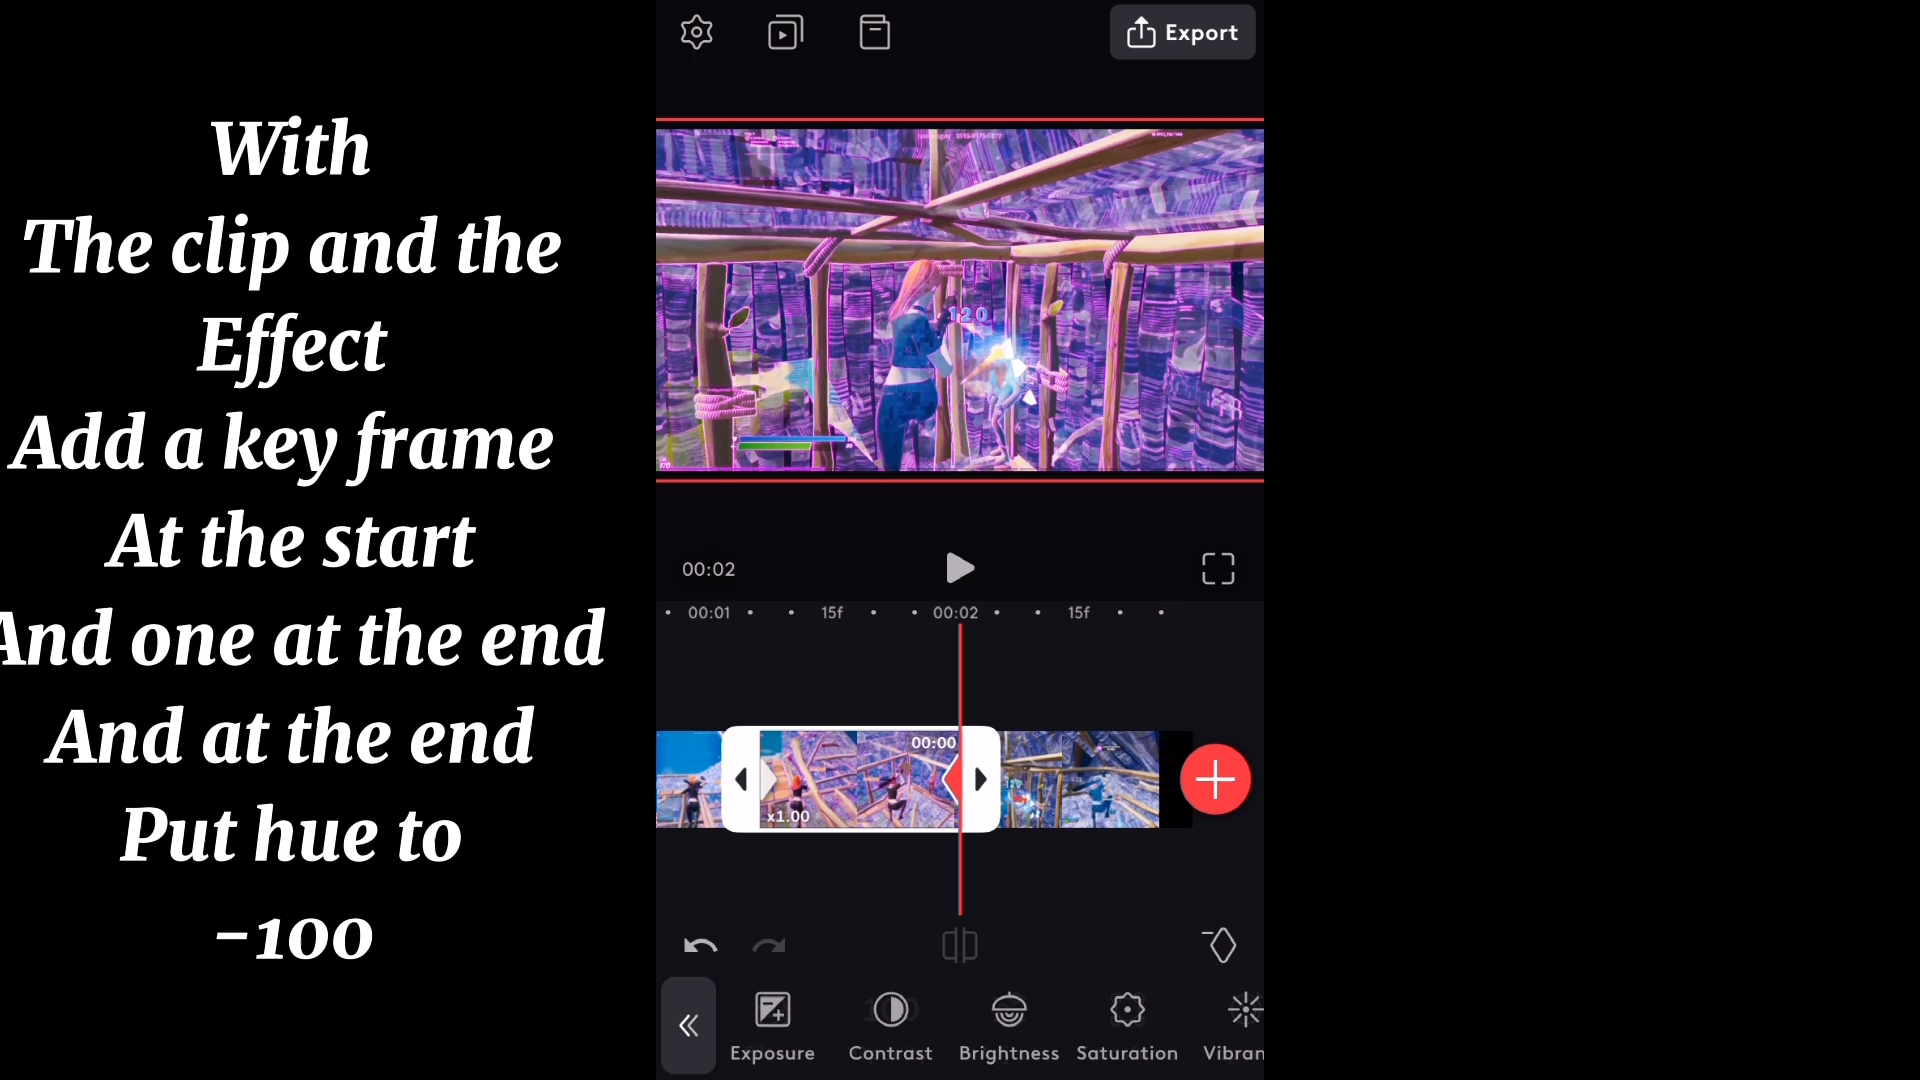 With
The clip and the
Effect
Add a key frame
At the start
And one at the end
And at the end
Put hue to
-100
Export
120
00:02
00:01
15f
00:02
15f
00:00
x1.00
120
Exposure
Contrast
Brightness
Saturation
Vibran